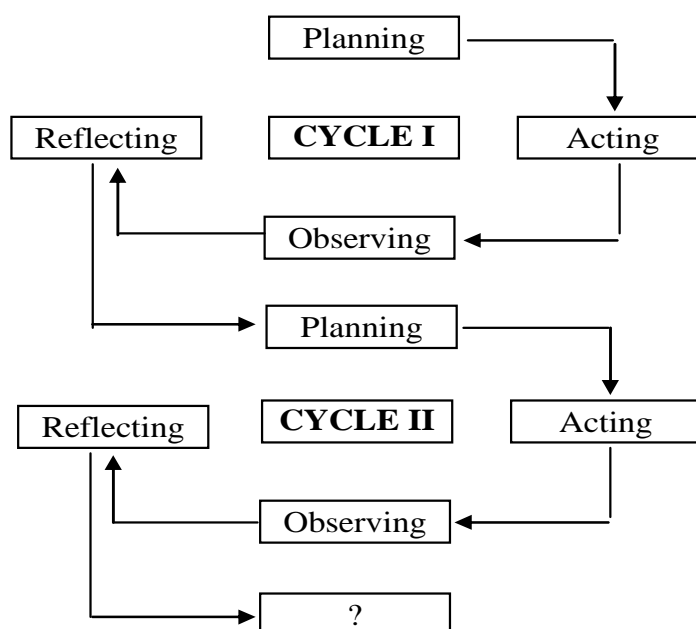 Planning
Reflecting
CYCLE I
Acting
Observing
Planning
Reflecting
CYCLE II
Acting
Observing
?